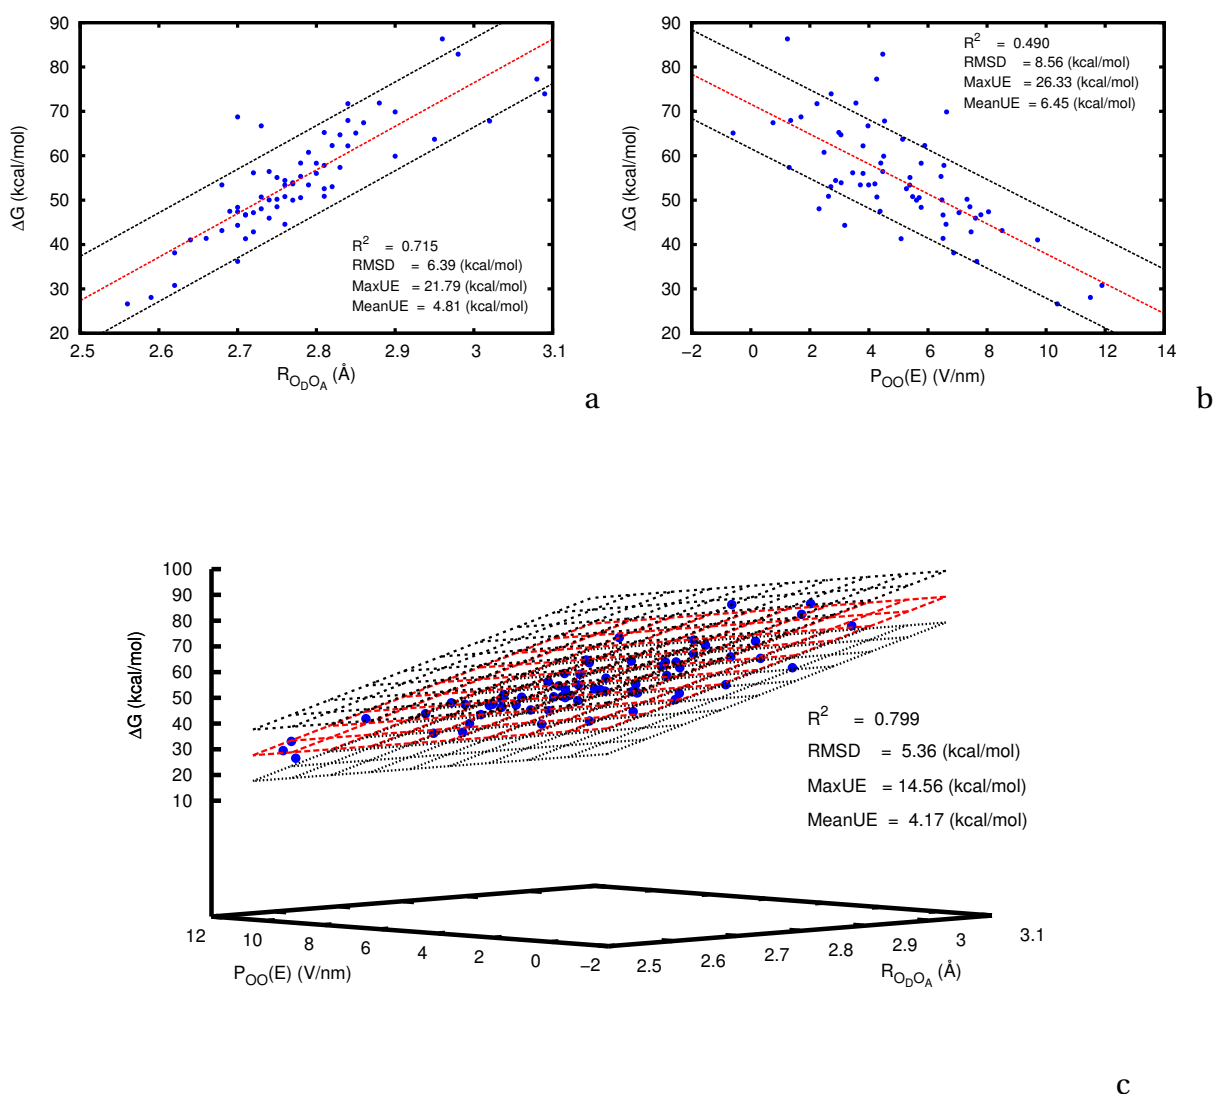 90
80
70
60
50
40
30
20
ΔG (kcal/mol)
R² = 0.715
RMSD = 6.39 (kcal/mol)
MaxUE = 21.79 (kcal/mol)
MeanUE = 4.81 (kcal/mol)
2.5 2.6 2.7 2.8 2.9 3 3.1
R_{O_DO_A} (Å)
a
90
80
70
60
50
40
30
20
ΔG (kcal/mol)
R² = 0.490
RMSD = 8.56 (kcal/mol)
MaxUE = 26.33 (kcal/mol)
MeanUE = 6.45 (kcal/mol)
−2 0 2 4 6 8 10 12 14
P_{OO}(E) (V/nm)
b
100
90
80
70
60
50
40
30
20
10
ΔG (kcal/mol)
R² = 0.799
RMSD = 5.36 (kcal/mol)
MaxUE = 14.56 (kcal/mol)
MeanUE = 4.17 (kcal/mol)
12 10 8 6 4 2 0 −2
P_{OO}(E) (V/nm)
2.5 2.6 2.7 2.8 2.9 3 3.1
R_{O_DO_A} (Å)
c